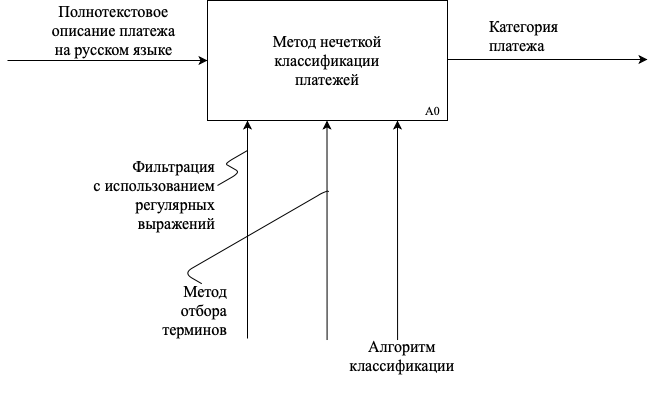 Полнотекстовое
описание платежа
на русском языке
Метод нечеткой
классификации
платежей
A0
Категория
платежа
Фильтрация
с использованием
регулярных
выражений
Метод
отбора
терминов
Алгоритм
классификации